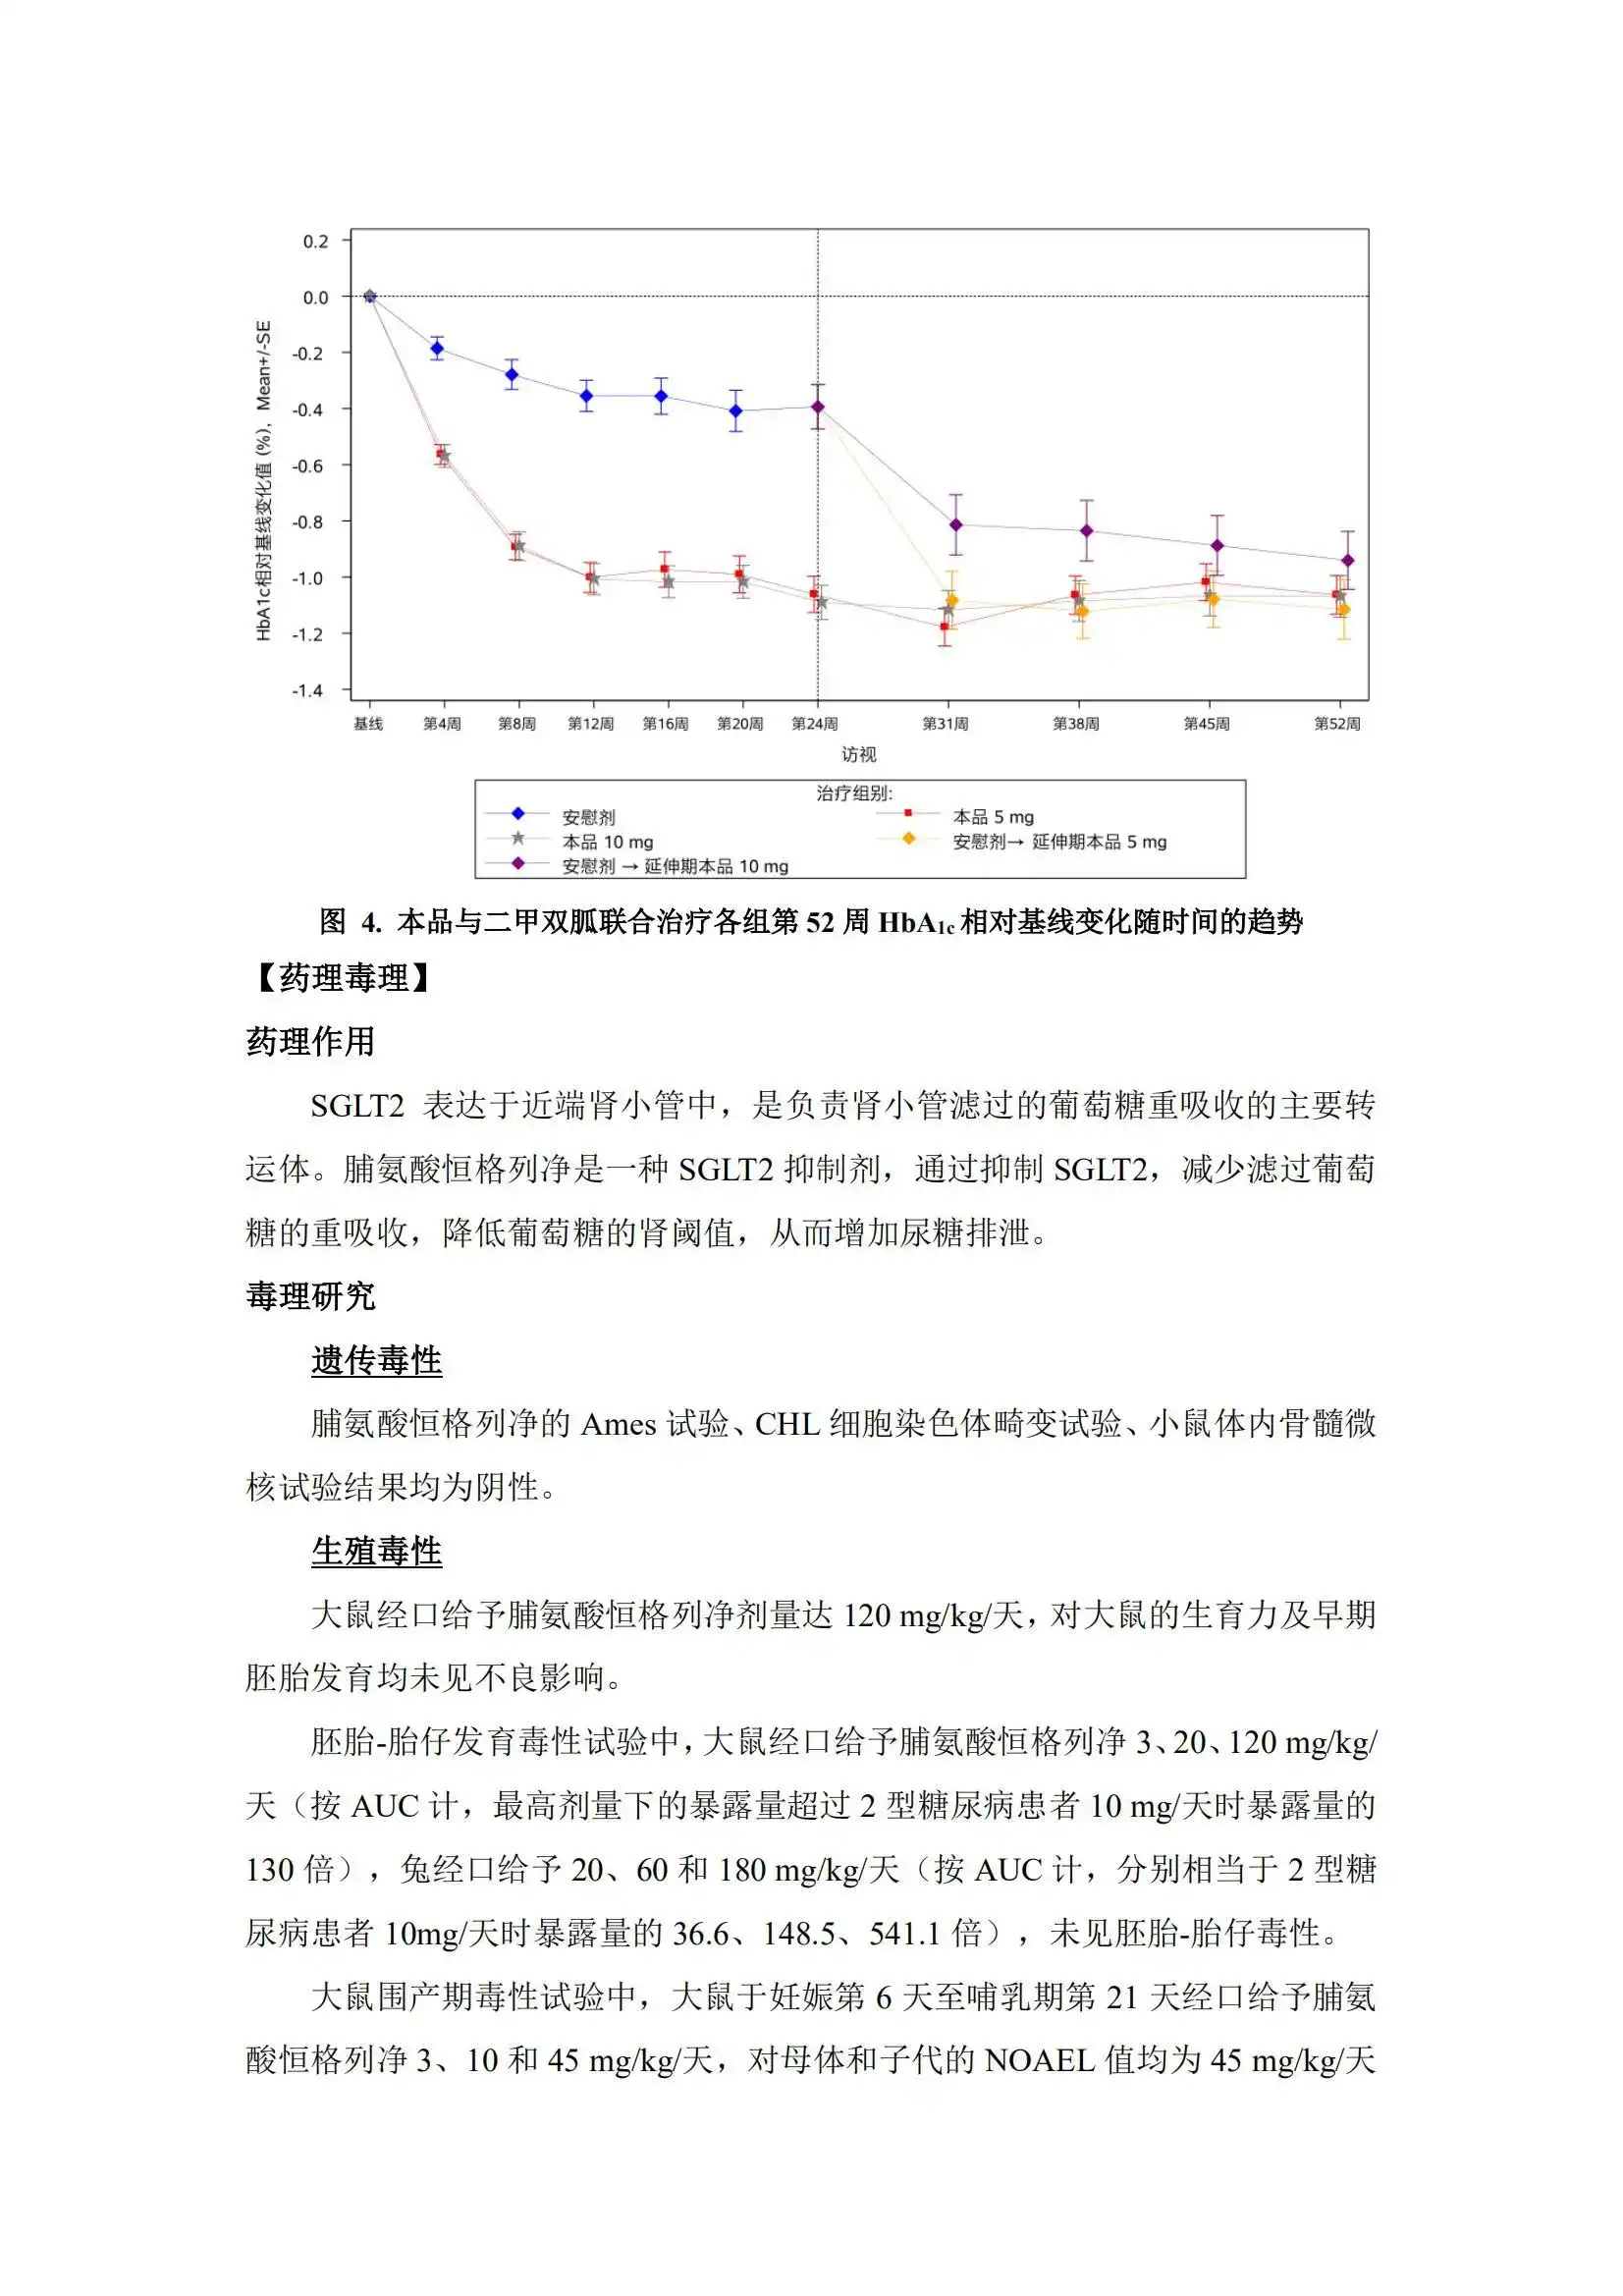 0.2
0.0
-0.2
-0.4
-0.6
-0.8
-1.0
-1.2
-1.4
HbA1c相对基线变化值 (%)， Mean+/-SE
基线 第4周 第8周 第12周 第16周 第20周 第24周 第31周 第38周 第45周 第52周
访视
治疗组别:
安慰剂 本品 5 mg
本品 10 mg 安慰剂→ 延伸期本品 5 mg
安慰剂 → 延伸期本品 10 mg
图 4. 本品与二甲双胍联合治疗各组第 52 周 HbA1c 相对基线变化随时间的趋势
【药理毒理】
药理作用
SGLT2 表达于近端肾小管中，是负责肾小管滤过的葡萄糖重吸收的主要转
运体。脯氨酸恒格列净是一种 SGLT2 抑制剂，通过抑制 SGLT2，减少滤过葡萄
糖的重吸收，降低葡萄糖的肾阈值，从而增加尿糖排泄。
毒理研究
遗传毒性
脯氨酸恒格列净的 Ames 试验、CHL 细胞染色体畸变试验、小鼠体内骨髓微
核试验结果均为阴性。
生殖毒性
大鼠经口给予脯氨酸恒格列净剂量达 120 mg/kg/天，对大鼠的生育力及早期
胚胎发育均未见不良影响。
胚胎-胎仔发育毒性试验中，大鼠经口给予脯氨酸恒格列净 3、20、120 mg/kg/
天（按 AUC 计，最高剂量下的暴露量超过 2 型糖尿病患者 10 mg/天时暴露量的
130 倍），兔经口给予 20、60 和 180 mg/kg/天（按 AUC 计，分别相当于 2 型糖
尿病患者 10mg/天时暴露量的 36.6、148.5、541.1 倍），未见胚胎-胎仔毒性。
大鼠围产期毒性试验中，大鼠于妊娠第 6 天至哺乳期第 21 天经口给予脯氨
酸恒格列净 3、10 和 45 mg/kg/天，对母体和子代的 NOAEL 值均为 45 mg/kg/天